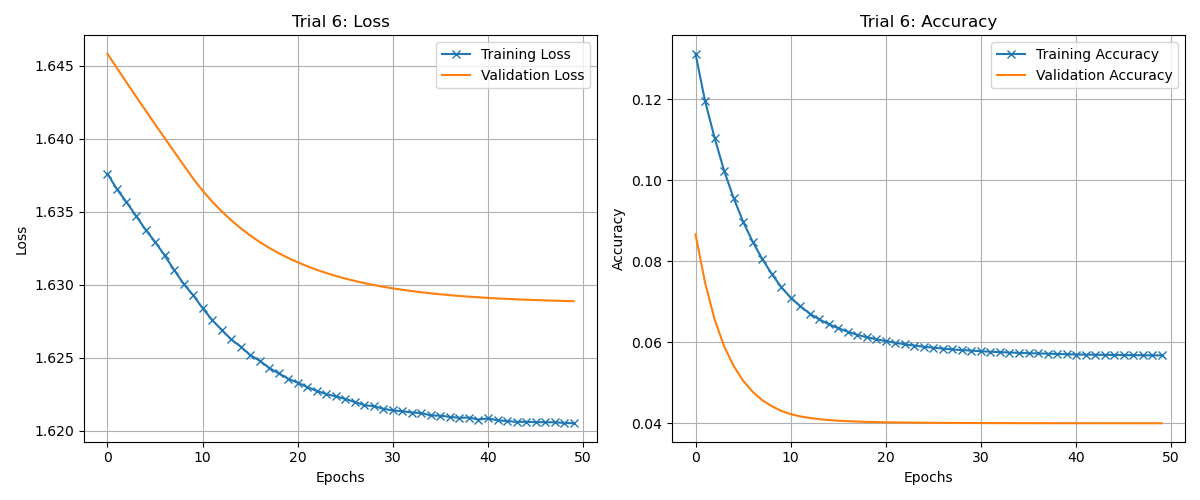 Trial 6: Loss
Training Loss
Validation Loss
1.645
1.640
1.635
1.630
1.625
1.620
Loss
0
10
20
30
40
50
Epochs
Trial 6: Accuracy
Training Accuracy
Validation Accuracy
0.12
0.10
0.08
0.06
0.04
Accuracy
0
10
20
30
40
50
Epochs